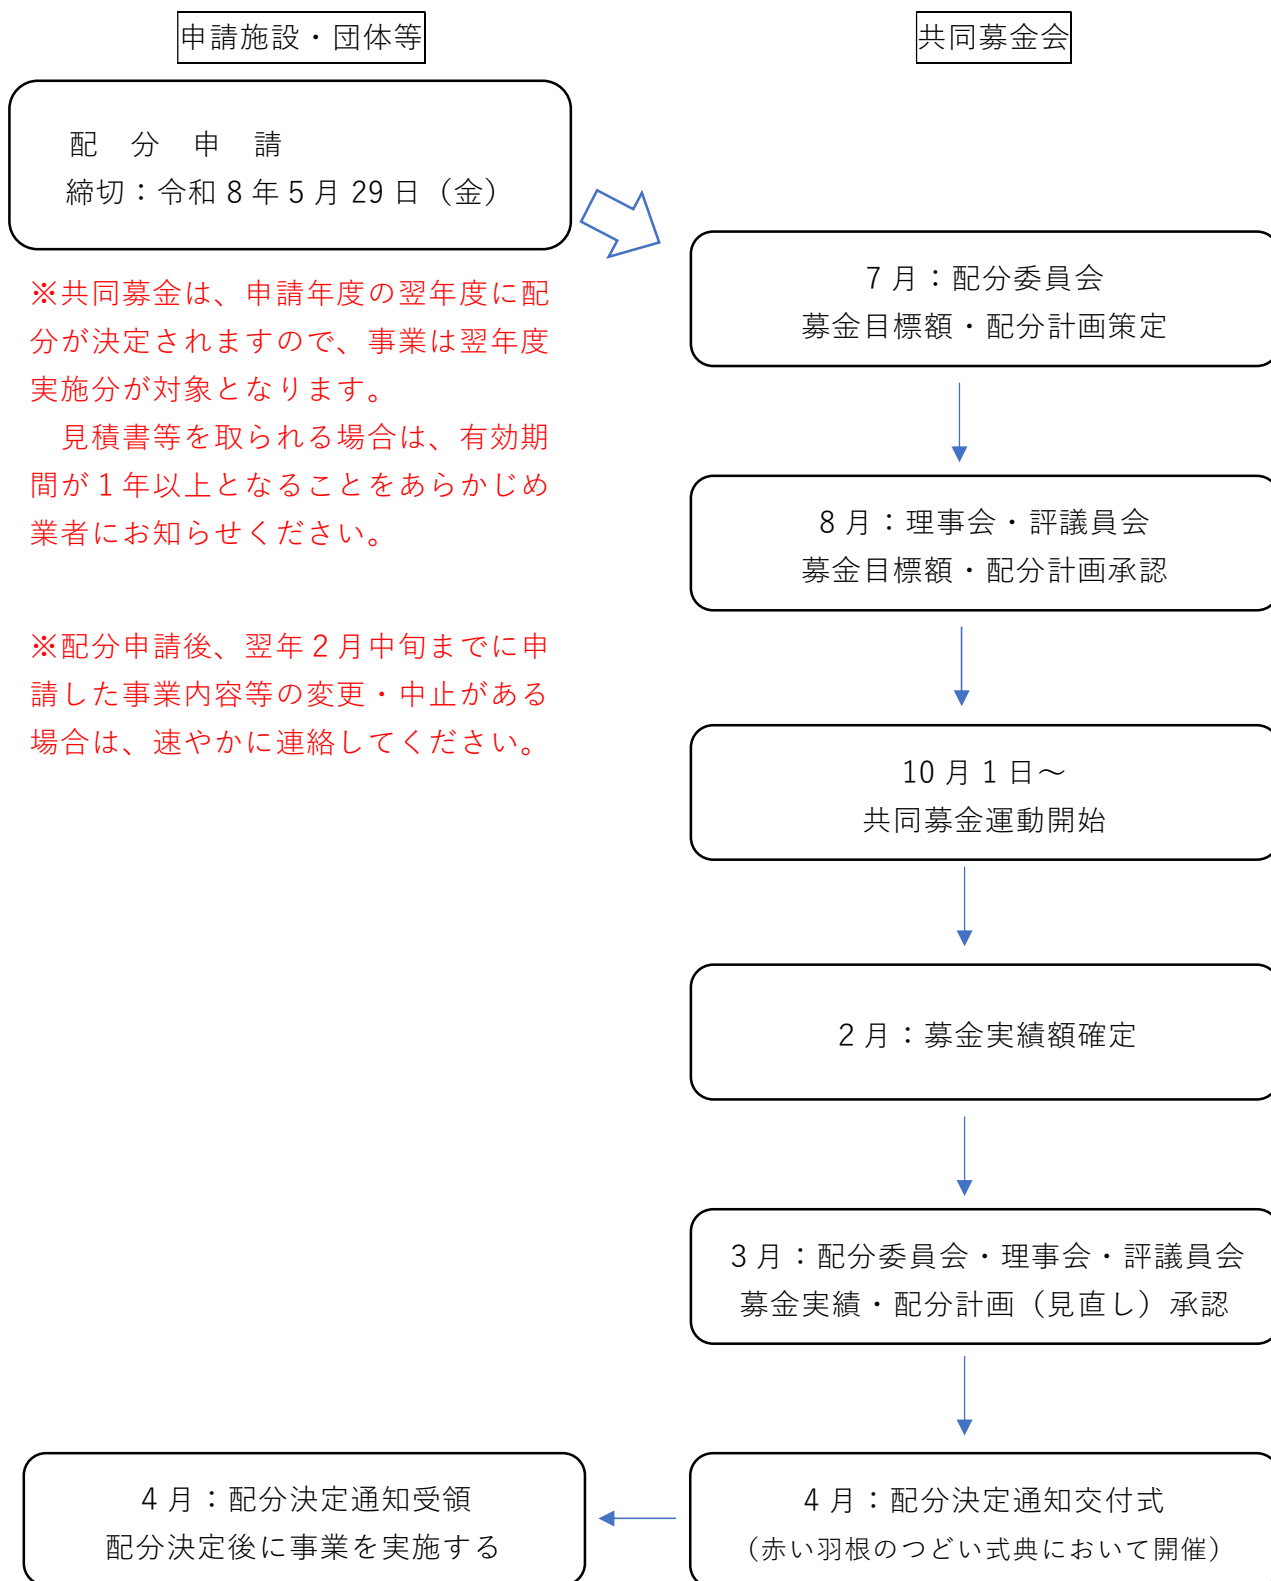 申請施設・団体等
共同募金会
配　分　申　請
締切：令和８年５月 29 日（金）
※共同募金は、申請年度の翌年度に配
分が決定されますので、事業は翌年度
実施分が対象となります。
　見積書等を取られる場合は、有効期
間が１年以上となることをあらかじめ
業者にお知らせください。
※配分申請後、翌年２月中旬までに申
請した事業内容等の変更・中止がある
場合は、速やかに連絡してください。
７月：配分委員会
募金目標額・配分計画策定
８月：理事会・評議員会
募金目標額・配分計画承認
10 月１日～
共同募金運動開始
２月：募金実績額確定
３月：配分委員会・理事会・評議員会
募金実績・配分計画（見直し）承認
４月：配分決定通知交付式
（赤い羽根のつどい式典において開催）
４月：配分決定通知受領
配分決定後に事業を実施する